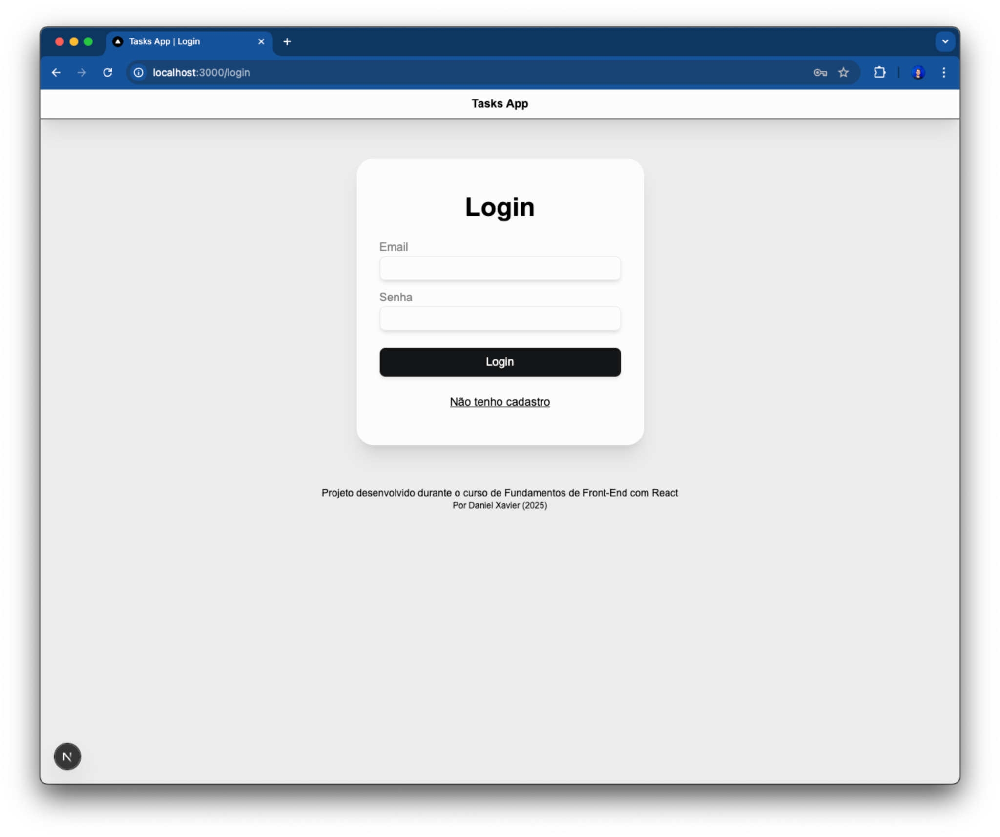 Tasks App | Login
localhost:3000/login
Tasks App
Login
Email
Senha
Login
Não tenho cadastro
Projeto desenvolvido durante o curso de Fundamentos de Front-End com React
Por Daniel Xavier (2025)
N